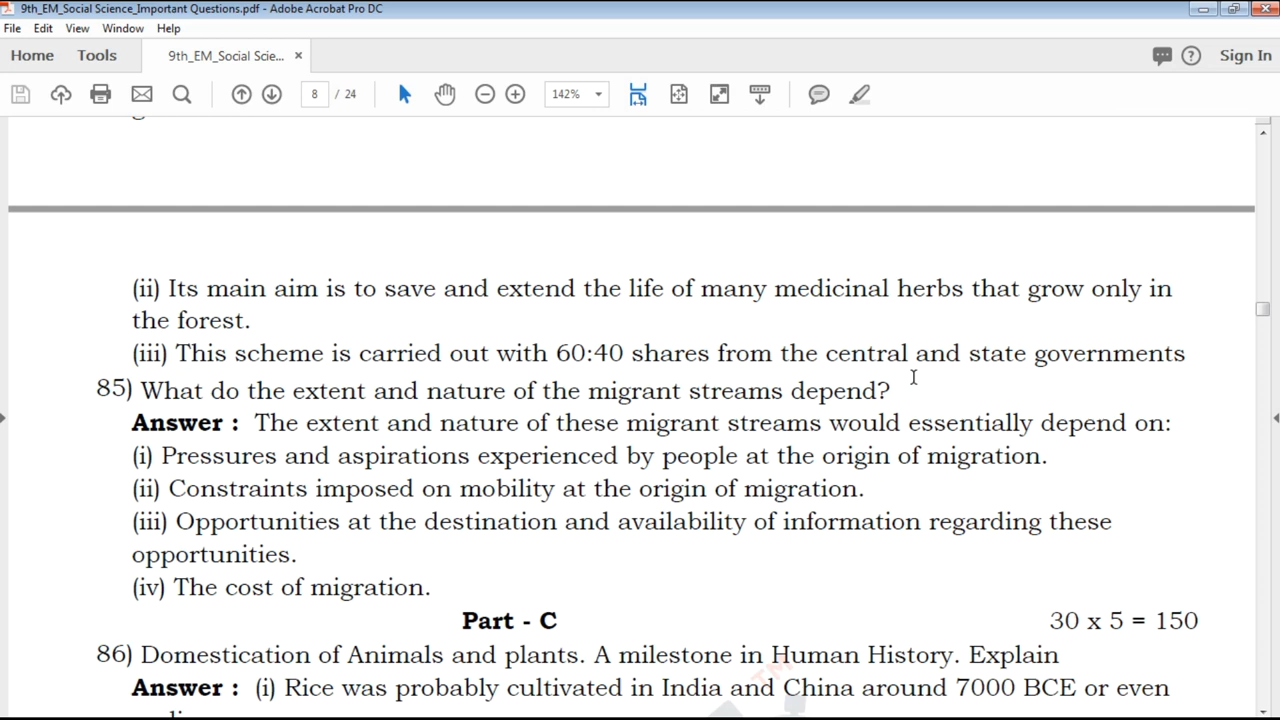 9th_EM_Social Science_Important Questions.pdf - Adobe Acrobat Pro DC
File Edit View Window Help
Home Tools 9th_EM_Social Scie... × Sign In
8 / 24 142%
(ii) Its main aim is to save and extend the life of many medicinal herbs that grow only in
the forest.
(iii) This scheme is carried out with 60:40 shares from the central and state governments
85) What do the extent and nature of the migrant streams depend?
Answer : The extent and nature of these migrant streams would essentially depend on:
(i) Pressures and aspirations experienced by people at the origin of migration.
(ii) Constraints imposed on mobility at the origin of migration.
(iii) Opportunities at the destination and availability of information regarding these
opportunities.
(iv) The cost of migration.
Part - C 30 x 5 = 150
86) Domestication of Animals and plants. A milestone in Human History. Explain
Answer : (i) Rice was probably cultivated in India and China around 7000 BCE or even
TM